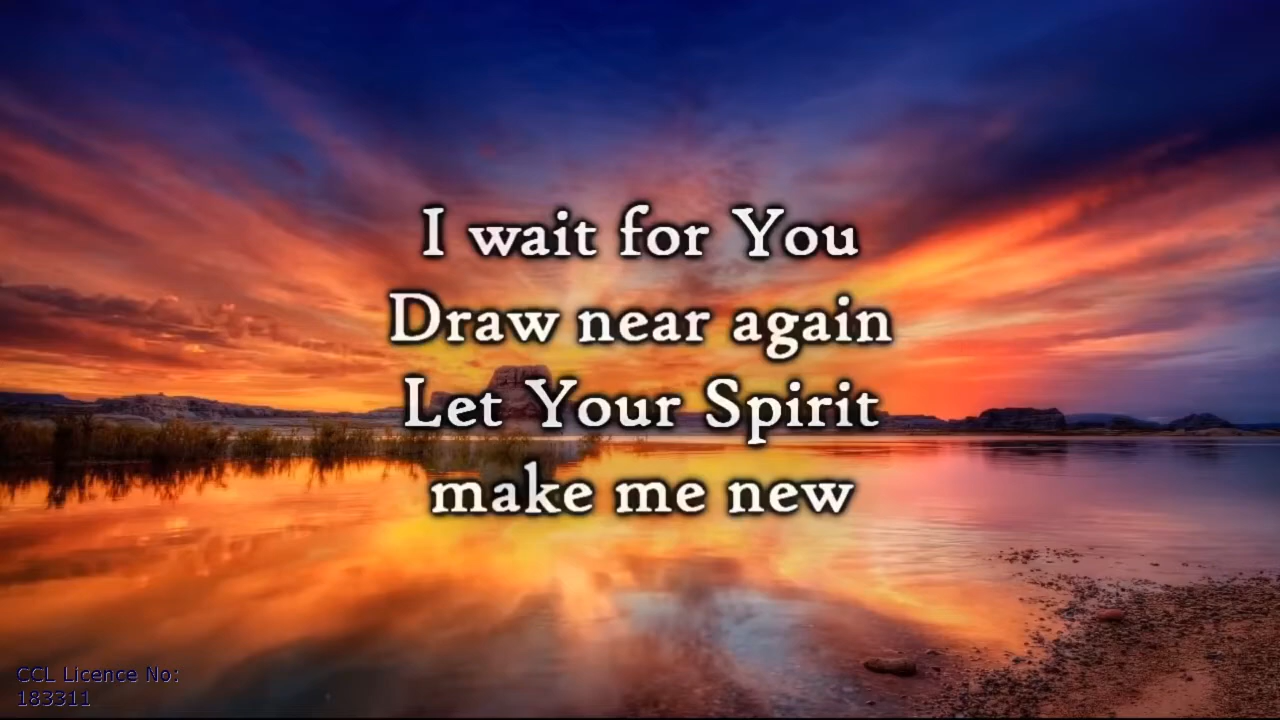 I wait for You
Draw near again
Let Your Spirit
make me new
CCL Licence No:
183311